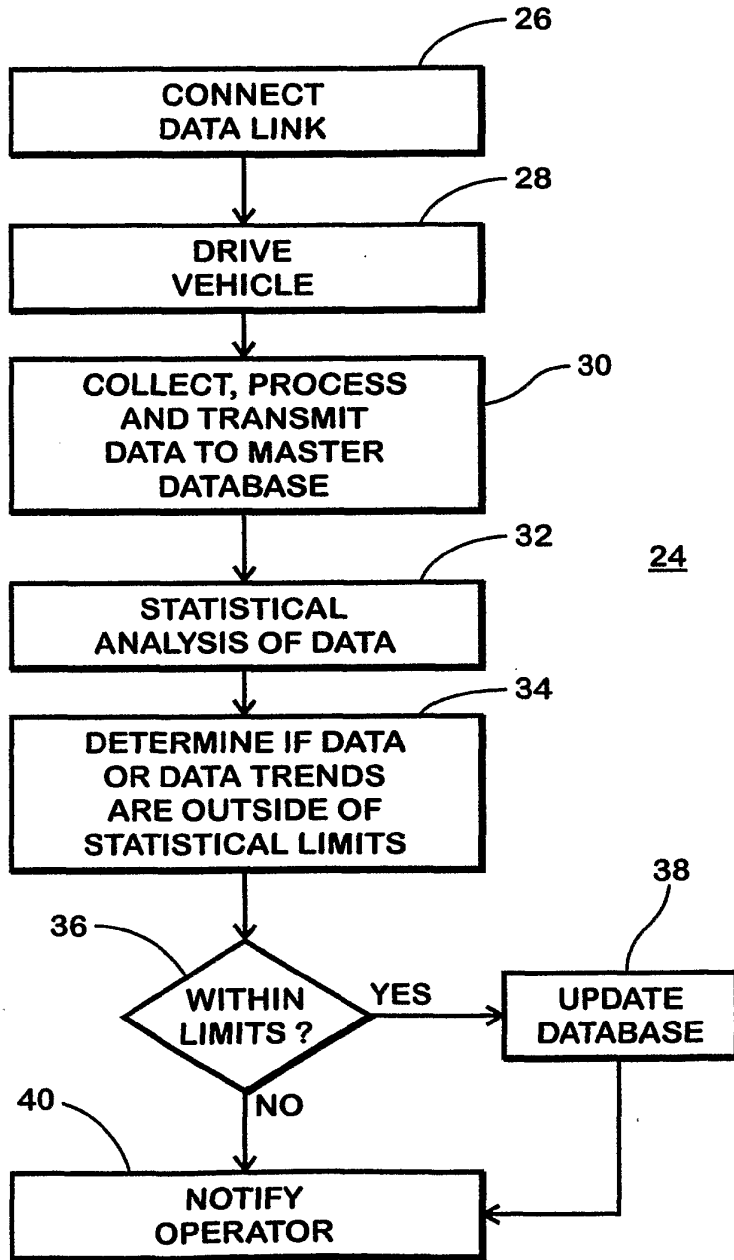 26
CONNECT
DATA LINK
28
DRIVE
VEHICLE
30
COLLECT, PROCESS
AND TRANSMIT
DATA TO MASTER
DATABASE
32
24
STATISTICAL
ANALYSIS OF DATA
34
DETERMINE IF DATA
OR DATA TRENDS
ARE OUTSIDE OF
STATISTICAL LIMITS
36
WITHIN
LIMITS ?
YES
38
UPDATE
DATABASE
NO
40
NOTIFY
OPERATOR